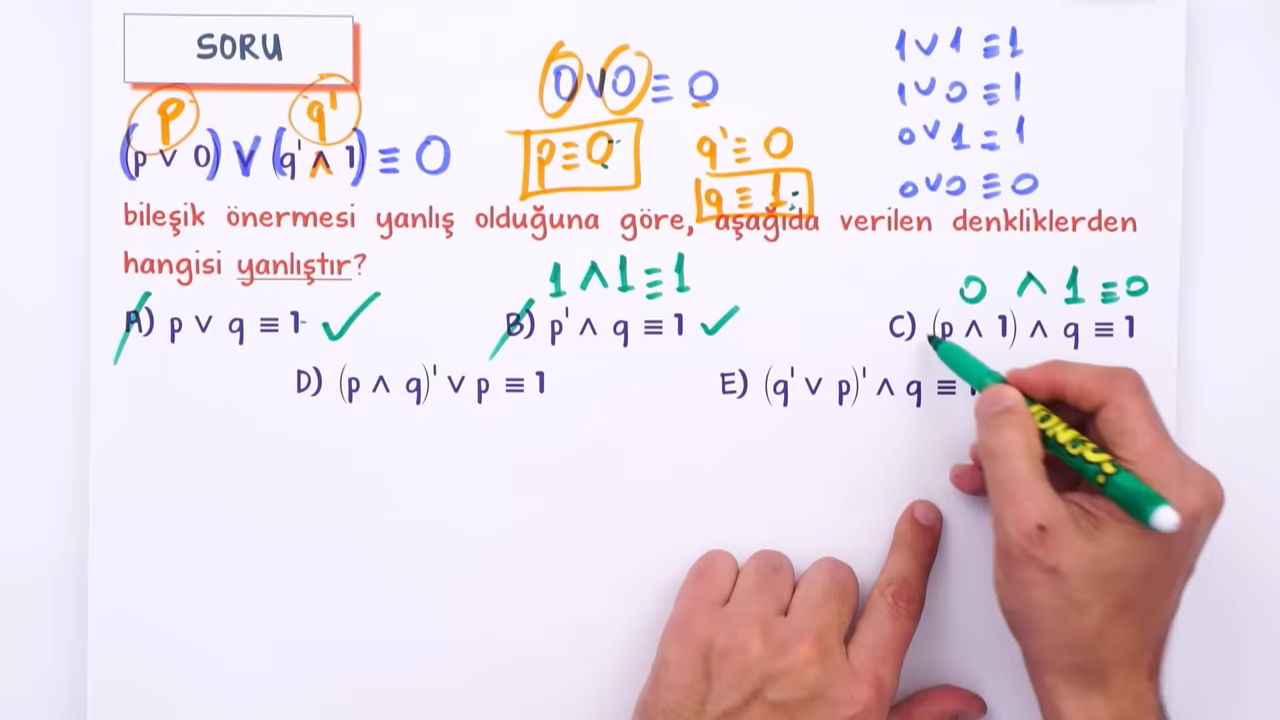 SORU
p q'
(p ∨ 0) ∨ (q' ∧ 1) ≡ 0
0 ∨ 0 ≡ 0
p ≡ 0
q' ≡ 0
q ≡ 1
1 ∨ 1 ≡ 1
1 ∨ 0 ≡ 1
0 ∨ 1 ≡ 1
0 ∨ 0 ≡ 0
bileşik önermesi yanlış olduğuna göre, aşağıda verilen denkliklerden
hangisi yanlıştır?
1 ∧ 1 ≡ 1
0 ∧ 1 ≡ 0
A) p ∨ q ≡ 1 ✓ B) p' ∧ q ≡ 1 ✓ C) (p ∧ 1) ∧ q ≡ 1
D) (p ∧ q)' ∨ p ≡ 1 E) (q' ∨ p)' ∧ q ≡